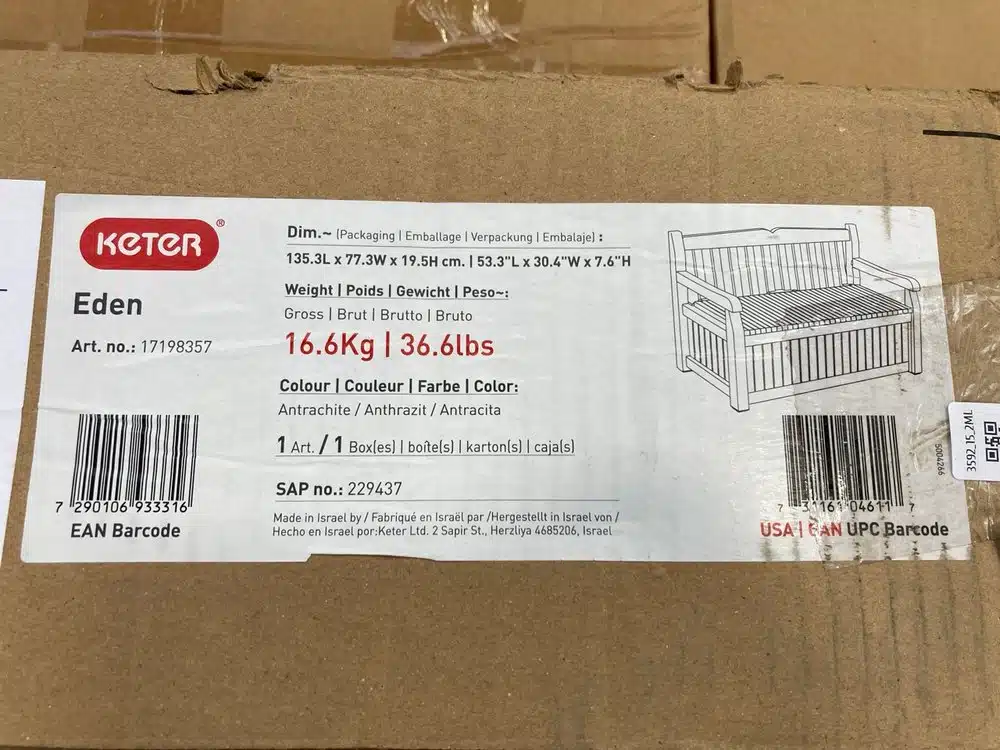 KETER®
Eden
Art. no.: 17198357
7 290106 933316
EAN Barcode
Dim.~ (Packaging | Emballage | Verpackung | Embalaje) :
135.3L x 77.3W x 19.5H cm. | 53.3"L x 30.4"W x 7.6"H
Weight | Poids | Gewicht | Peso~:
Gross | Brut | Brutto | Bruto
16.6Kg | 36.6lbs
Colour | Couleur | Farbe | Color:
Antrachite / Anthrazit / Antracita
1 Art. / 1 Box(es) | boîte(s) | karton(s) | caja(s)
SAP no.: 229437
Made in Israel by / Fabriqué en Israël par /Hergestellt in Israel von /
Hecho en Israel por:Keter Ltd. 2 Sapir St., Herzliya 4685206, Israel
7 31161 04611 7
USA | CAN UPC Barcode
5004266
3592_15_2ML